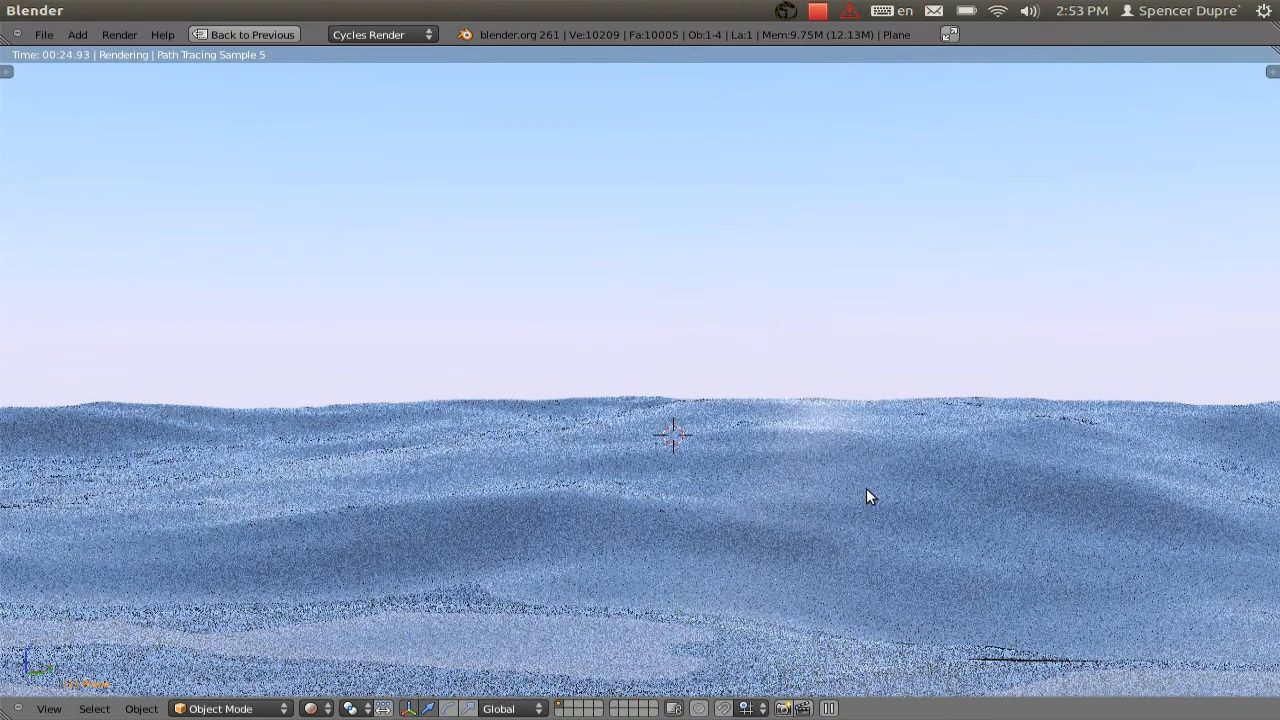 Blender en 2:53 PM Spencer Dupre`
File Add Render Help Back to Previous Cycles Render blender.org 261 | Ve:10209 | Fa:10005 | Ob:1-4 | La:1 | Mem:9.75M (12.13M) | Plane
Time: 00:24.93 | Rendering | Path Tracing Sample 5
(1) Plane
View Select Object Object Mode Global